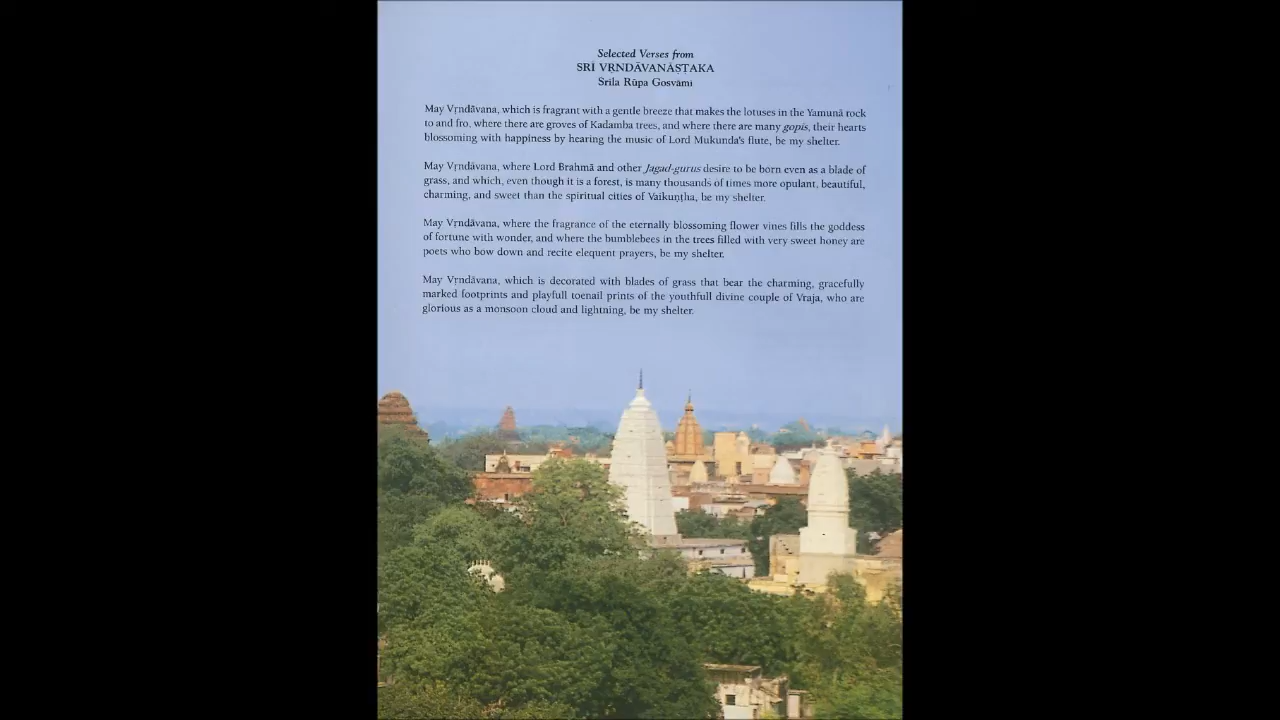 Selected Verses from
SRĪ VṚNDĀVANĀṢṬAKA
Srīla Rūpa Gosvāmī
May Vṛndāvana, which is fragrant with a gentle breeze that makes the lotuses in the Yamunā rock
to and fro, where there are groves of Kadamba trees, and where there are many gopīs, their hearts
blossoming with happiness by hearing the music of Lord Mukunda's flute, be my shelter.
May Vṛndāvana, where Lord Brahmā and other Jagad-gurus desire to be born even as a blade of
grass, and which, even though it is a forest, is many thousands of times more opulant, beautiful,
charming, and sweet than the spiritual cities of Vaikuṇṭha, be my shelter.
May Vṛndāvana, where the fragrance of the eternally blossoming flower vines fills the goddess
of fortune with wonder, and where the bumblebees in the trees filled with very sweet honey are
poets who bow down and recite elequent prayers, be my shelter.
May Vṛndāvana, which is decorated with blades of grass that bear the charming, gracefully
marked footprints and playfull toenail prints of the youthfull divine couple of Vraja, who are
glorious as a monsoon cloud and lightning, be my shelter.